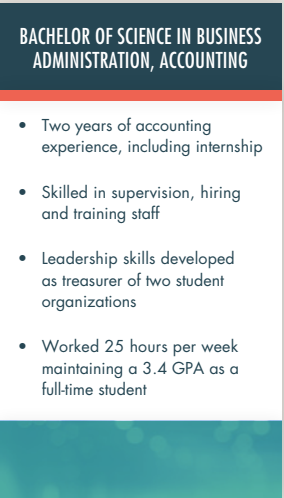 BACHELOR OF SCIENCE IN BUSINESS
ADMINISTRATION, ACCOUNTING
• Two years of accounting
experience, including internship
• Skilled in supervision, hiring
and training staff
• Leadership skills developed
as treasurer of two student
organizations
• Worked 25 hours per week
maintaining a 3.4 GPA as a
full-time student